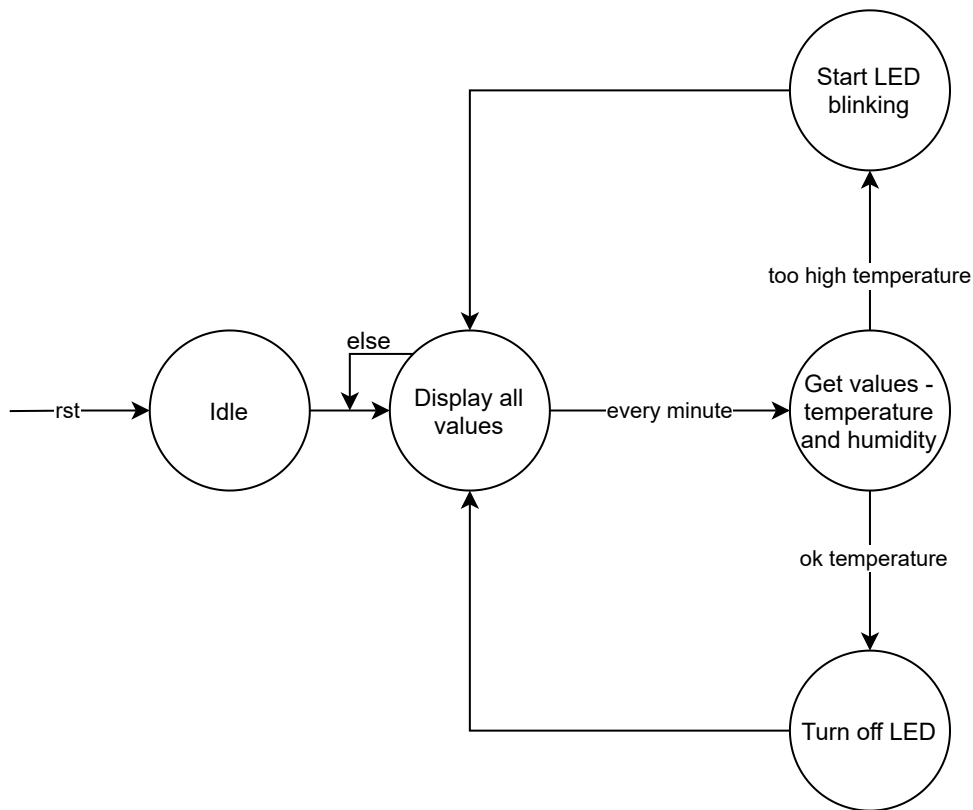 Start LED
blinking
too high temperature
else
rst
Idle
Display all
values
every minute
Get values -
temperature
and humidity
ok temperature
Turn off LED